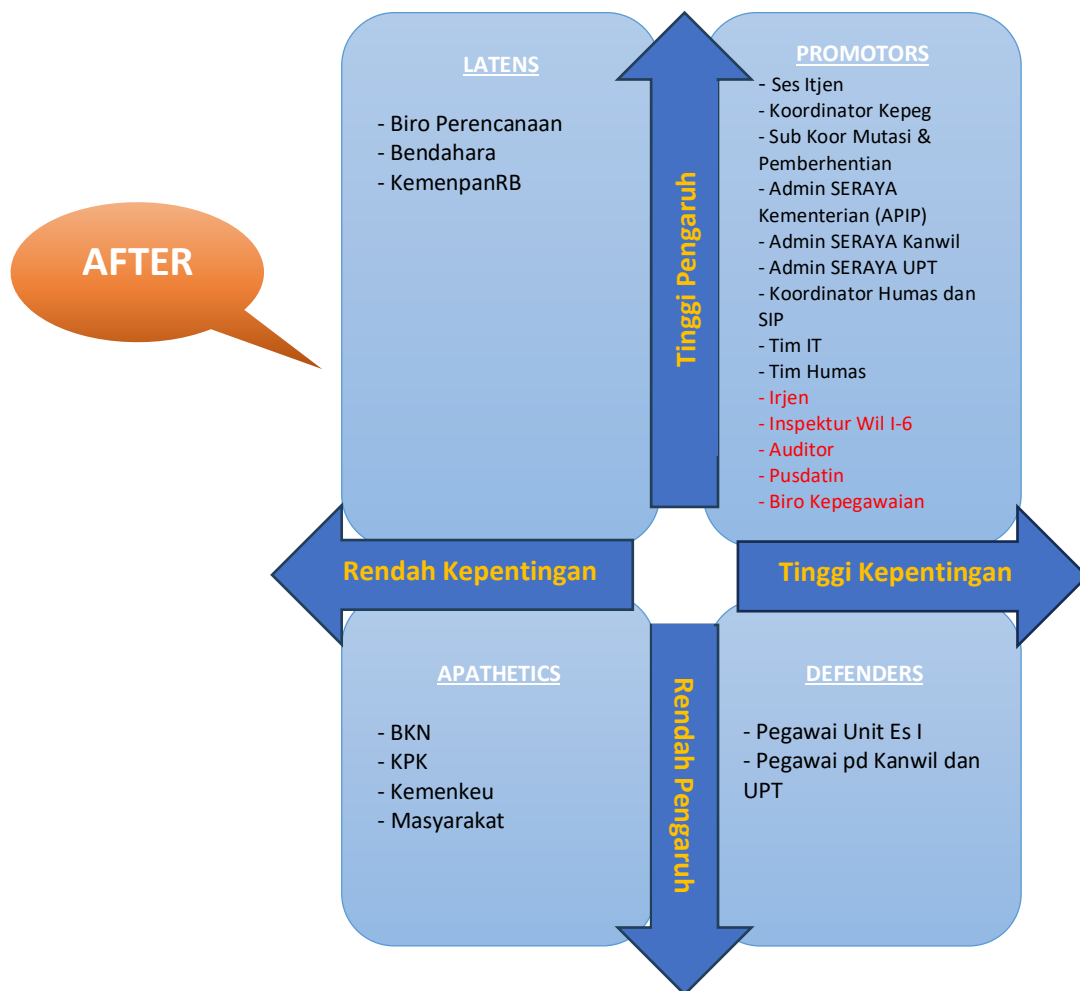 LATENS
- Biro Perencanaan
- Bendahara
- KemenpanRB
PROMOTORS
- Ses Itjen
- Koordinator Kepeg
- Sub Koor Mutasi &
Pemberhentian
- Admin SERAYA
Kementerian (APIP)
- Admin SERAYA Kanwil
- Admin SERAYA UPT
- Koordinator Humas dan
SIP
- Tim IT
- Tim Humas
- Irjen
- Inspektur Wil I-6
- Auditor
- Pusdatin
- Biro Kepegawaian
Tinggi Pengaruh
AFTER
Rendah Kepentingan
Tinggi Kepentingan
APATHETICS
- BKN
- KPK
- Kemenkeu
- Masyarakat
Rendah Pengaruh
DEFENDERS
- Pegawai Unit Es I
- Pegawai pd Kanwil dan
UPT